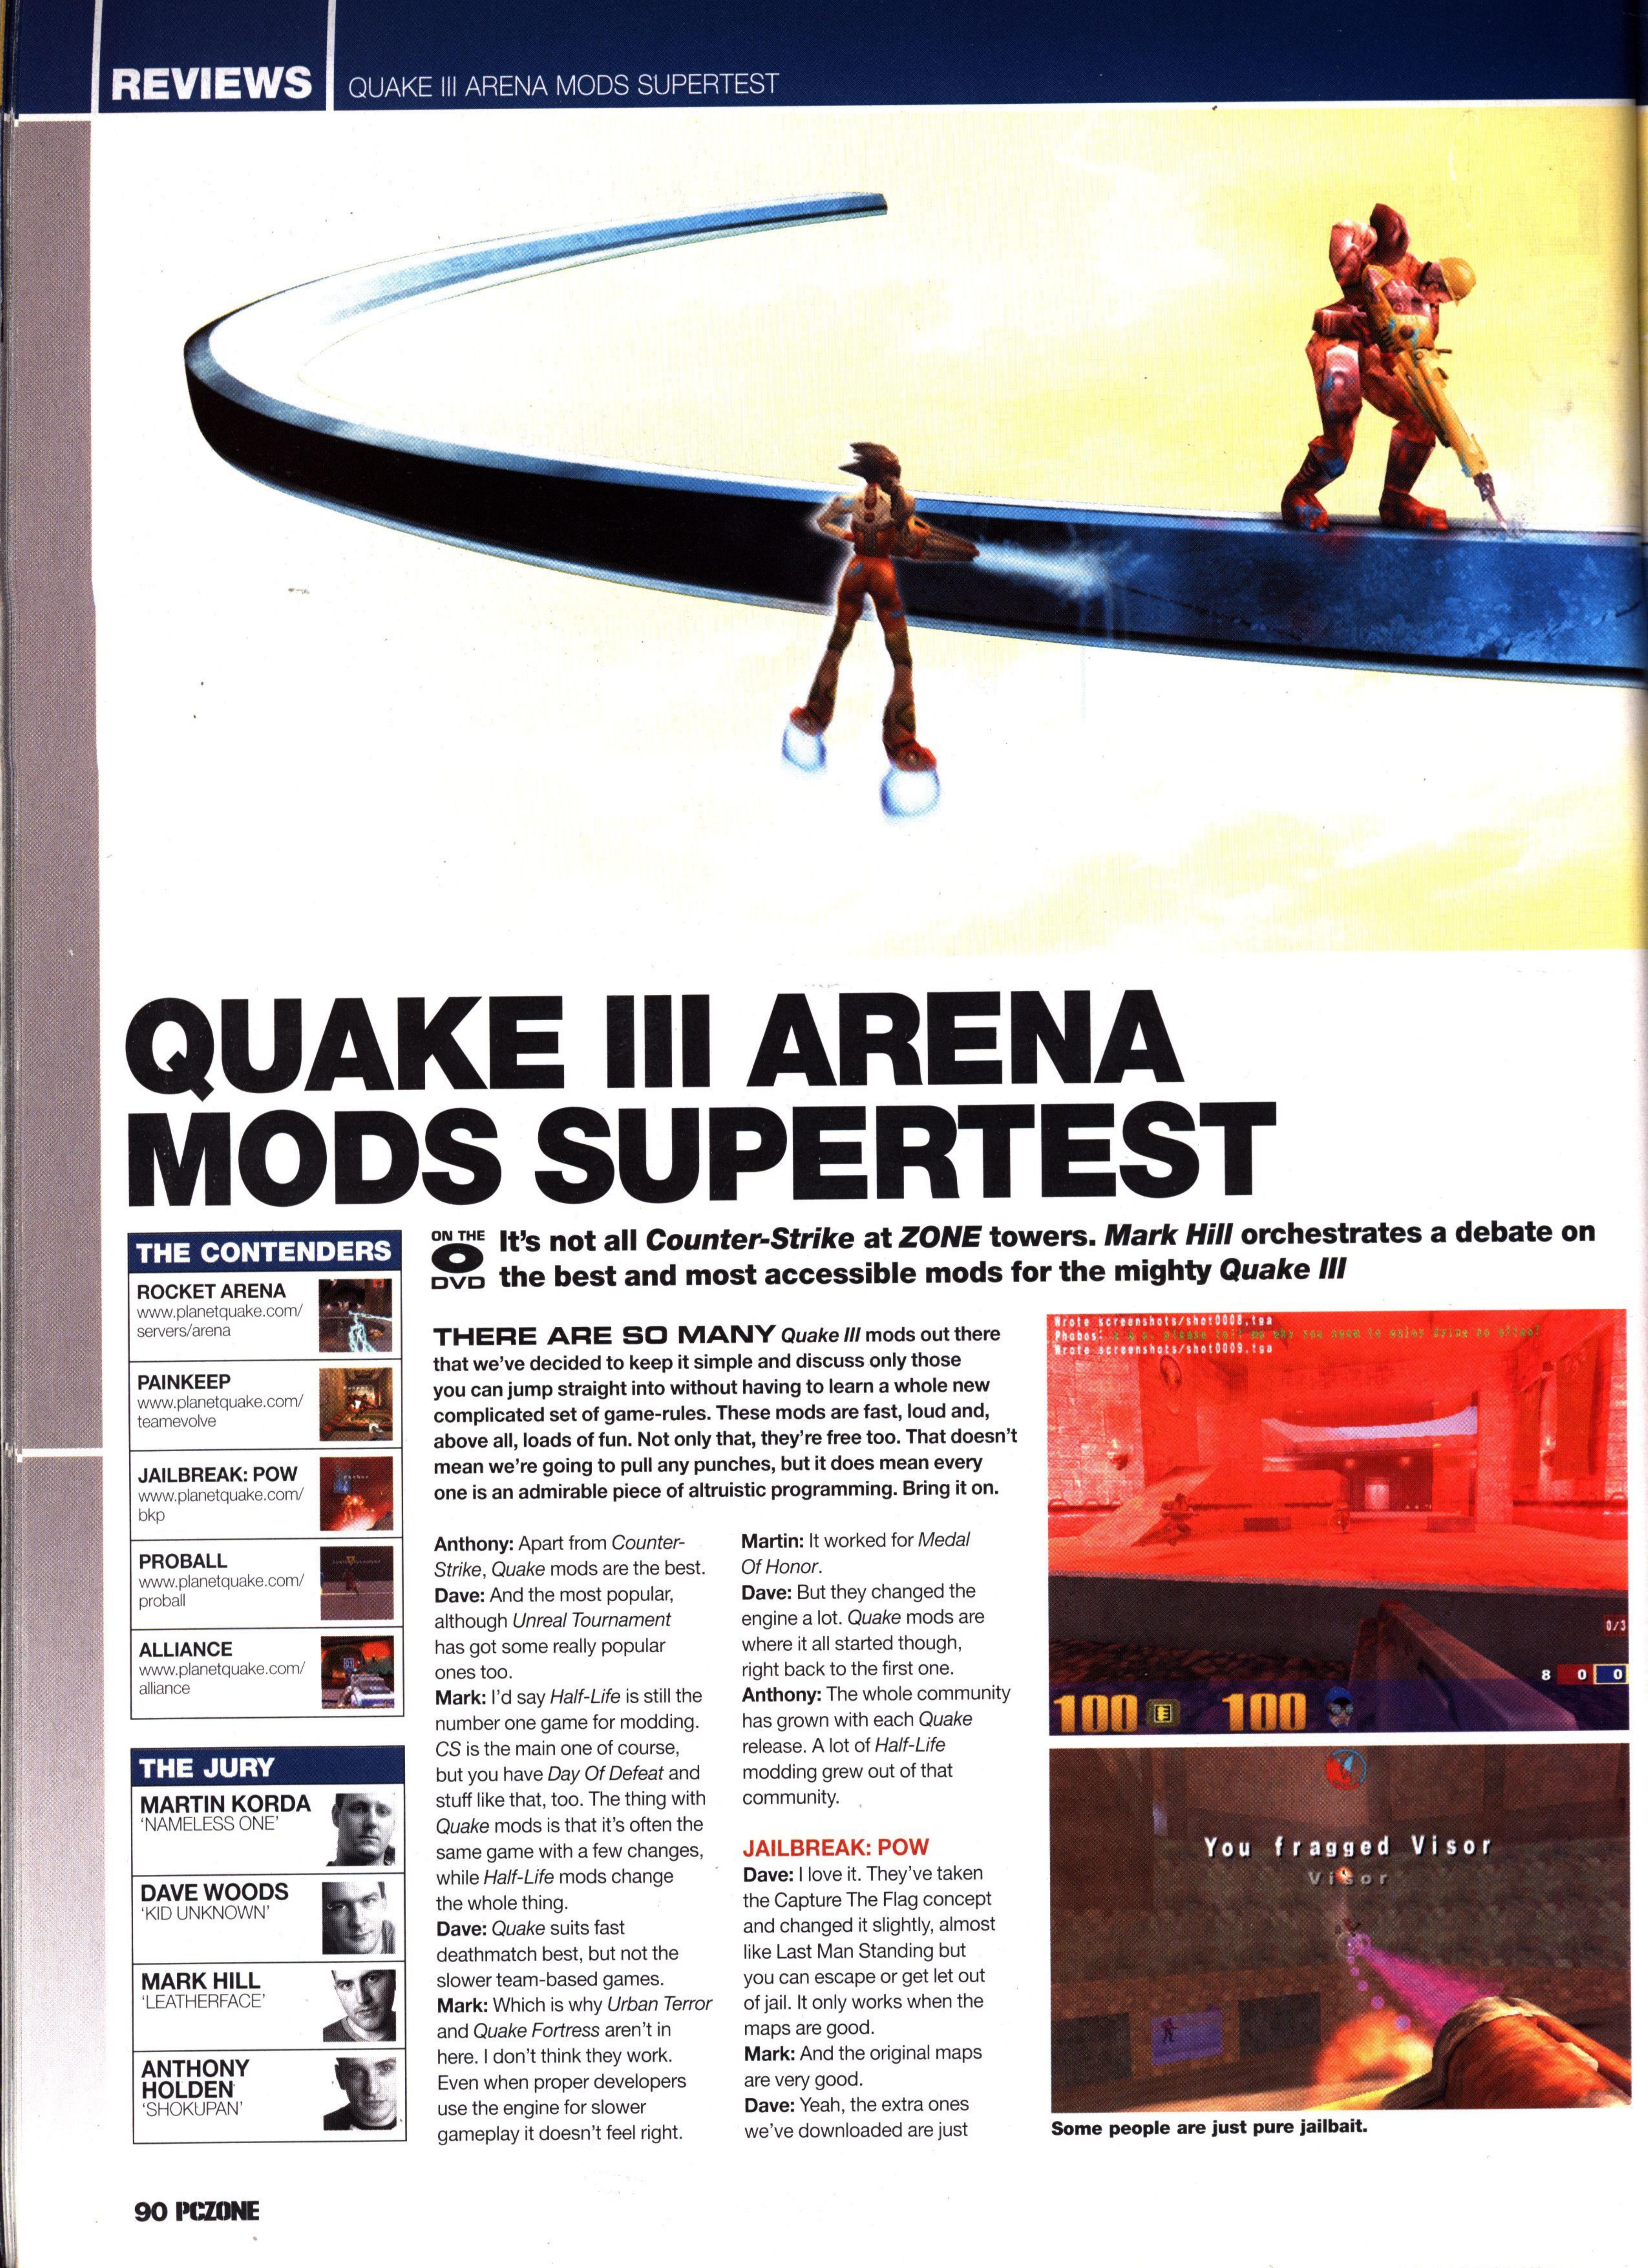 REVIEWS
QUAKE III ARENA MODS SUPERTEST
QUAKE III ARENA
MODS SUPERTEST
THE CONTENDERS
ROCKET ARENA
www.planetquake.com/
servers/arena
PAINKEEP
www.planetquake.com/
teamevolve
JAILBREAK: POW
www.planetquake.com/
bkp
PROBALL
www.planetquake.com/
proball
ALLIANCE
www.planetquake.com/
alliance
THE JURY
MARTIN KORDA
'NAMELESS ONE'
DAVE WOODS
'KID UNKNOWN'
MARK HILL
'LEATHERFACE'
ANTHONY
HOLDEN
'SHOKUPAN'
ON THE
DVD
It's not all Counter-Strike at ZONE towers. Mark Hill orchestrates a debate on
the best and most accessible mods for the mighty Quake III
THERE ARE SO MANY Quake III mods out there
that we've decided to keep it simple and discuss only those
you can jump straight into without having to learn a whole new
complicated set of game-rules. These mods are fast, loud and,
above all, loads of fun. Not only that, they're free too. That doesn't
mean we're going to pull any punches, but it does mean every
one is an admirable piece of altruistic programming. Bring it on.
Anthony: Apart from Counter-
Strike, Quake mods are the best.
Dave: And the most popular,
although Unreal Tournament
has got some really popular
ones too.
Mark: I'd say Half-Life is still the
number one game for modding.
CS is the main one of course,
but you have Day Of Defeat and
stuff like that, too. The thing with
Quake mods is that it's often the
same game with a few changes,
while Half-Life mods change
the whole thing.
Dave: Quake suits fast
deathmatch best, but not the
slower team-based games.
Mark: Which is why Urban Terror
and Quake Fortress aren't in
here. I don't think they work.
Even when proper developers
use the engine for slower
gameplay it doesn't feel right.
Martin: It worked for Medal
Of Honor.
Dave: But they changed the
engine a lot. Quake mods are
where it all started though,
right back to the first one.
Anthony: The whole community
has grown with each Quake
release. A lot of Half-Life
modding grew out of that
community.
JAILBREAK: POW
Dave: I love it. They've taken
the Capture The Flag concept
and changed it slightly, almost
like Last Man Standing but
you can escape or get let out
of jail. It only works when the
maps are good.
Mark: And the original maps
are very good.
Dave: Yeah, the extra ones
we've downloaded are just
Wrote screenshots/shot0008.tga
Phobos:
Wrote screenshots/shot0009.tga
0/3
8 0 0
100 100
You fragged Visor
Visor
Some people are just pure jailbait.
90 PCZONE